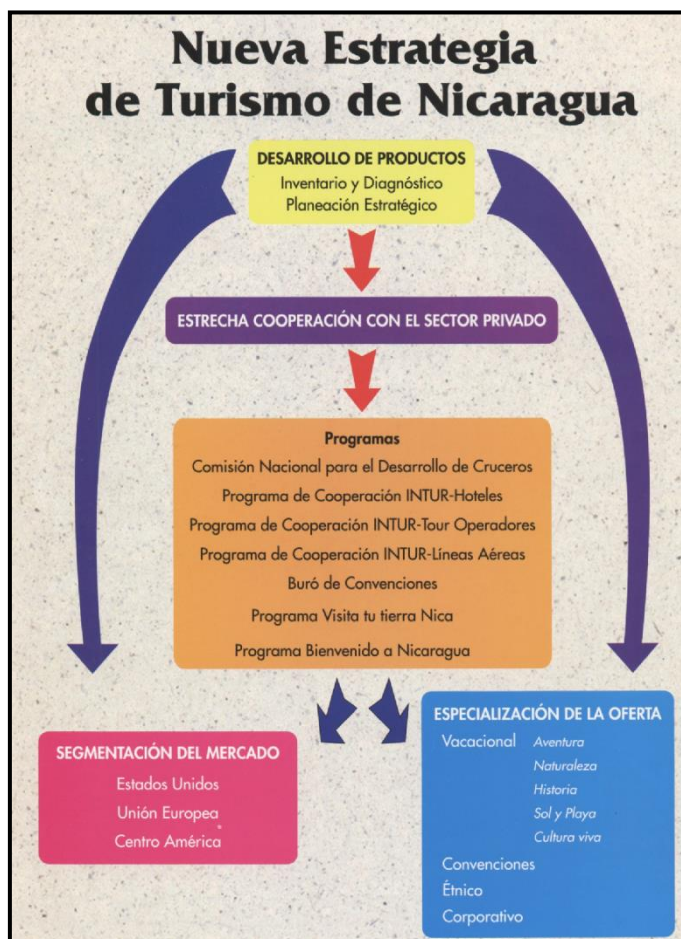 Nueva Estrategia
de Turismo de Nicaragua
DESARROLLO DE PRODUCTOS
Inventario y Diagnóstico
Planeación Estratégico
ESTRECHA COOPERACIÓN CON EL SECTOR PRIVADO
Programas
Comisión Nacional para el Desarrollo de Cruceros
Programa de Cooperación INTUR-Hoteles
Programa de Cooperación INTUR-Tour Operadores
Programa de Cooperación INTUR-Líneas Aéreas
Buró de Convenciones
Programa Visita tu tierra Nica
Programa Bienvenido a Nicaragua
SEGMENTACIÓN DEL MERCADO
Estados Unidos
Unión Europea
Centro América
ESPECIALIZACIÓN DE LA OFERTA
Vacacional Aventura
Naturaleza
Historia
Sol y Playa
Cultura viva
Convenciones
Étnico
Corporativo